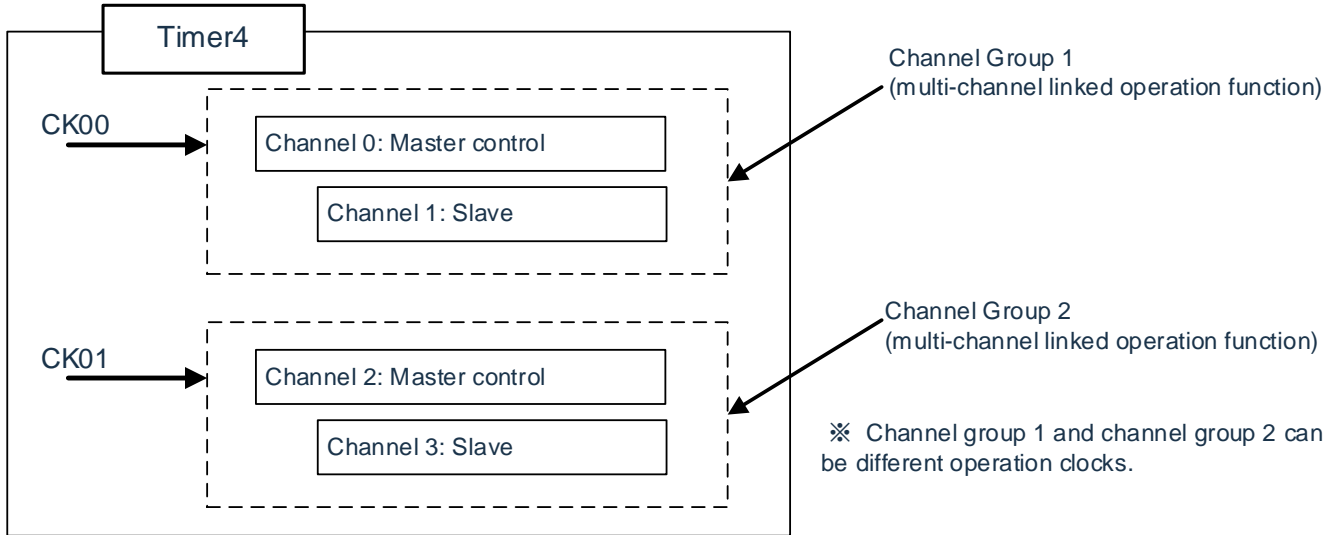 Timer4
Channel Group 1
(multi-channel linked operation function)
CK00
Channel 0: Master control
Channel 1: Slave
Channel Group 2
(multi-channel linked operation function)
CK01
Channel 2: Master control
Channel 3: Slave
※ Channel group 1 and channel group 2 can
be different operation clocks.